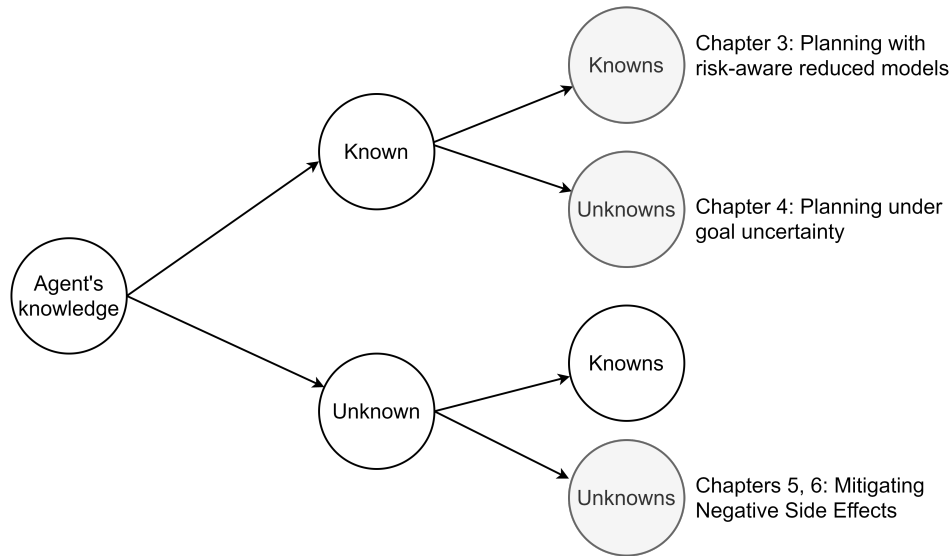 Knowns
Chapter 3: Planning with
risk-aware reduced models
Known
Unknowns
Chapter 4: Planning under
goal uncertainty
Agent's
knowledge
Knowns
Unknown
Unknowns
Chapters 5, 6: Mitigating
Negative Side Effects